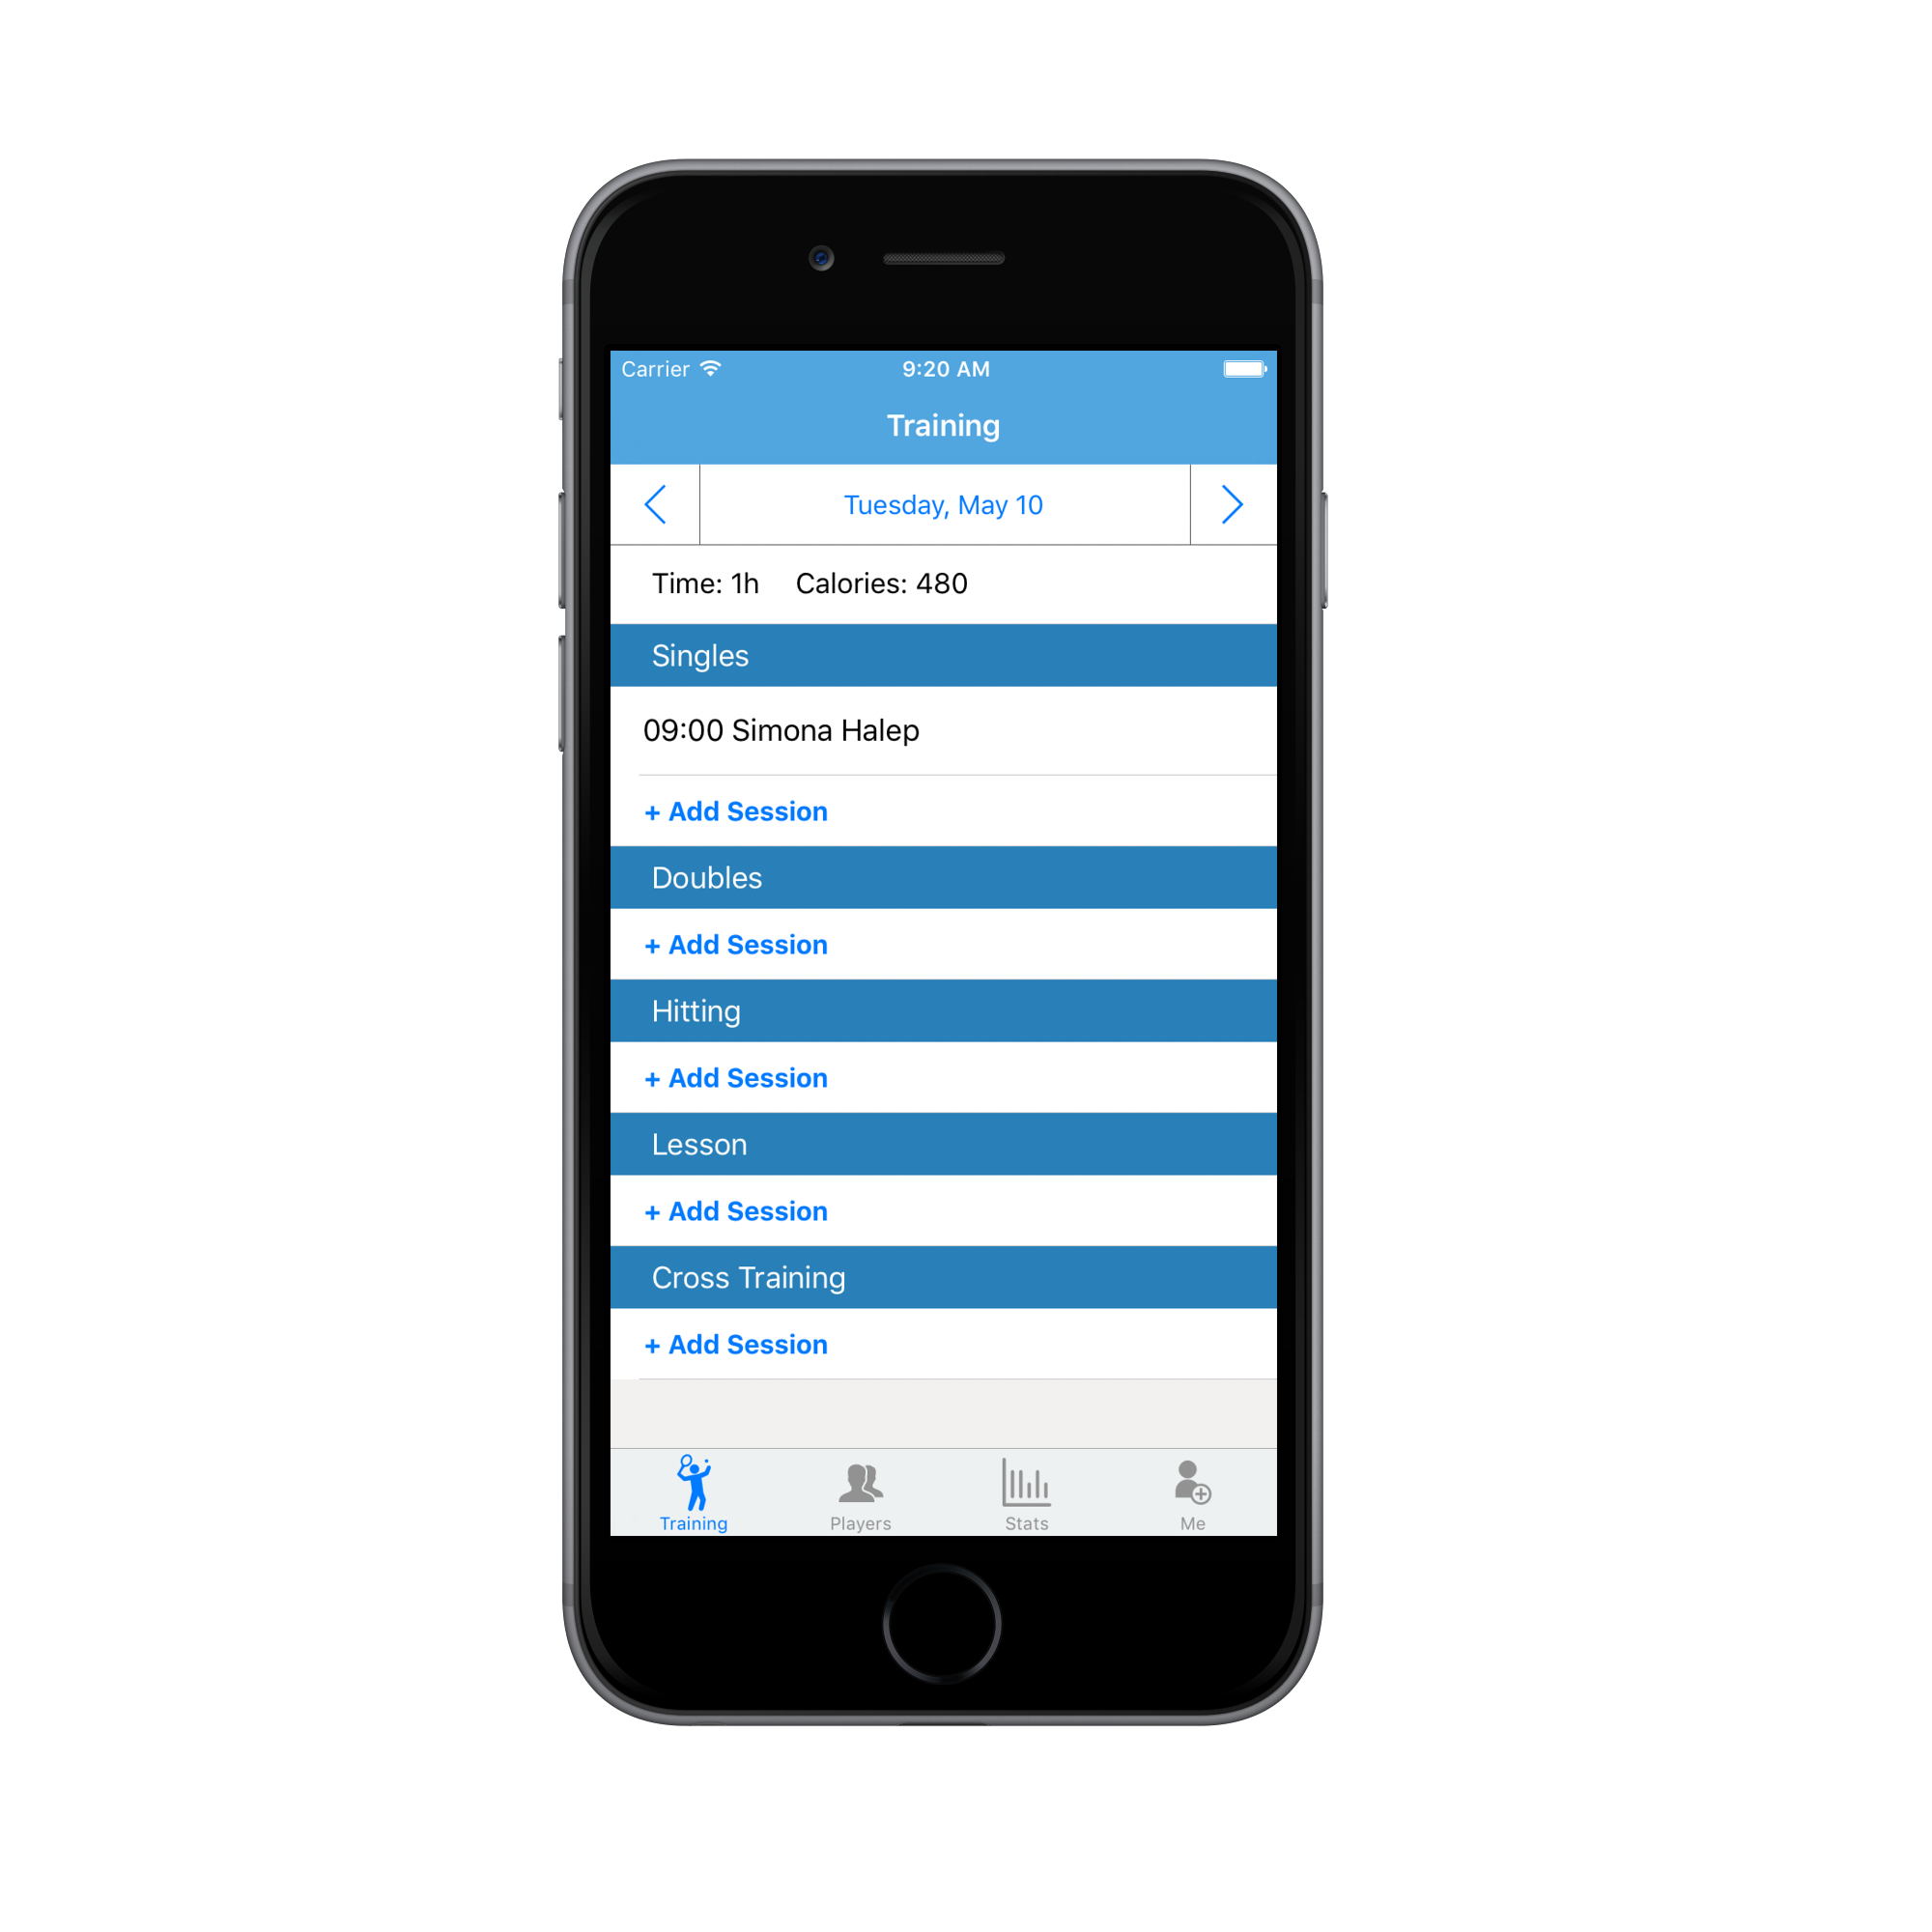 Carrier 9:20 AM
Training
Tuesday, May 10
Time: 1h Calories: 480
Singles
09:00 Simona Halep
+ Add Session
Doubles
+ Add Session
Hitting
+ Add Session
Lesson
+ Add Session
Cross Training
+ Add Session
Training Players Stats Me